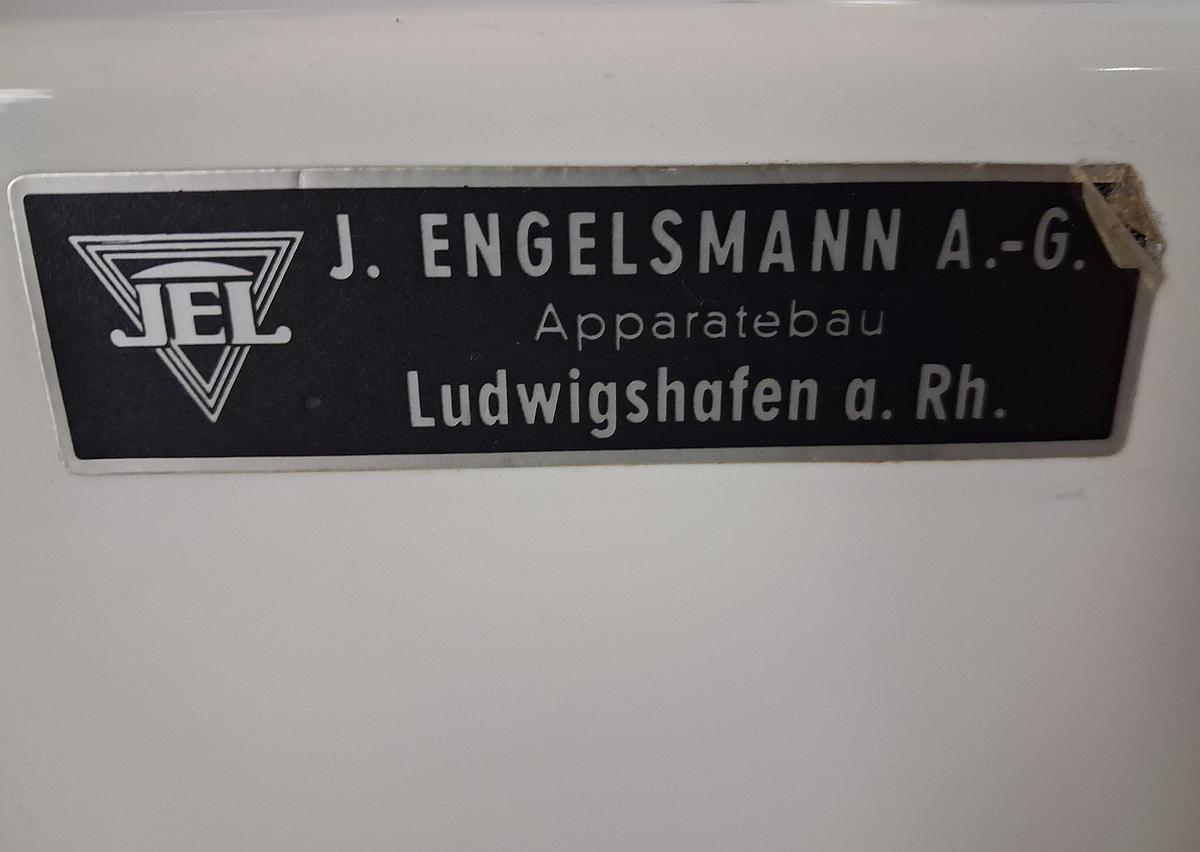 JEL
J. ENGELSMANN A.-G.
Apparatebau
Ludwigshafen a. Rh.